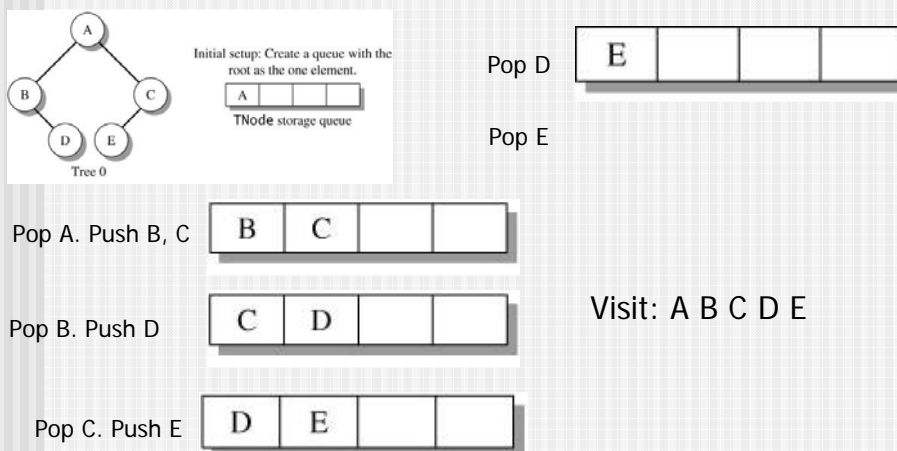 A
B
C
D
E
Tree 0
Initial setup: Create a queue with the
root as the one element.
A
TNode storage queue
Pop A. Push B, C
B C
Pop B. Push D
C D
Pop C. Push E
D E
Pop D
E
Pop E
Visit: A B C D E